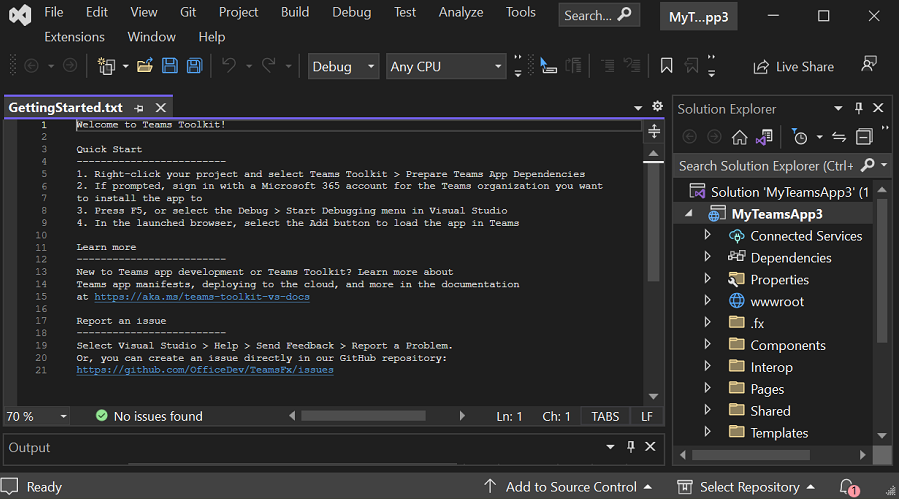 File Edit View Git Project Build Debug Test Analyze Tools Search... MyT...pp3
Extensions Window Help
Debug Any CPU Live Share
GettingStarted.txt
Solution Explorer
Search Solution Explorer (Ctrl+
Solution 'MyTeamsApp3' (1
MyTeamsApp3
Connected Services
Dependencies
Properties
wwwroot
.fx
Components
Interop
Pages
Shared
Templates
1 Welcome to Teams Toolkit!
2
3 Quick Start
4 -------------------------
5 1. Right-click your project and select Teams Toolkit > Prepare Teams App Dependencies
6 2. If prompted, sign in with a Microsoft 365 account for the Teams organization you want
7 to install the app to
8 3. Press F5, or select the Debug > Start Debugging menu in Visual Studio
9 4. In the launched browser, select the Add button to load the app in Teams
10
11 Learn more
12 -------------------------
13 New to Teams app development or Teams Toolkit? Learn more about
14 Teams app manifests, deploying to the cloud, and more in the documentation
15 at https://aka.ms/teams-toolkit-vs-docs
16
17 Report an issue
18 -------------------------
19 Select Visual Studio > Help > Send Feedback > Report a Problem.
20 Or, you can create an issue directly in our GitHub repository:
21 https://github.com/OfficeDev/TeamsFx/issues
70 % No issues found Ln: 1 Ch: 1 TABS LF
Output
Ready Add to Source Control Select Repository 1